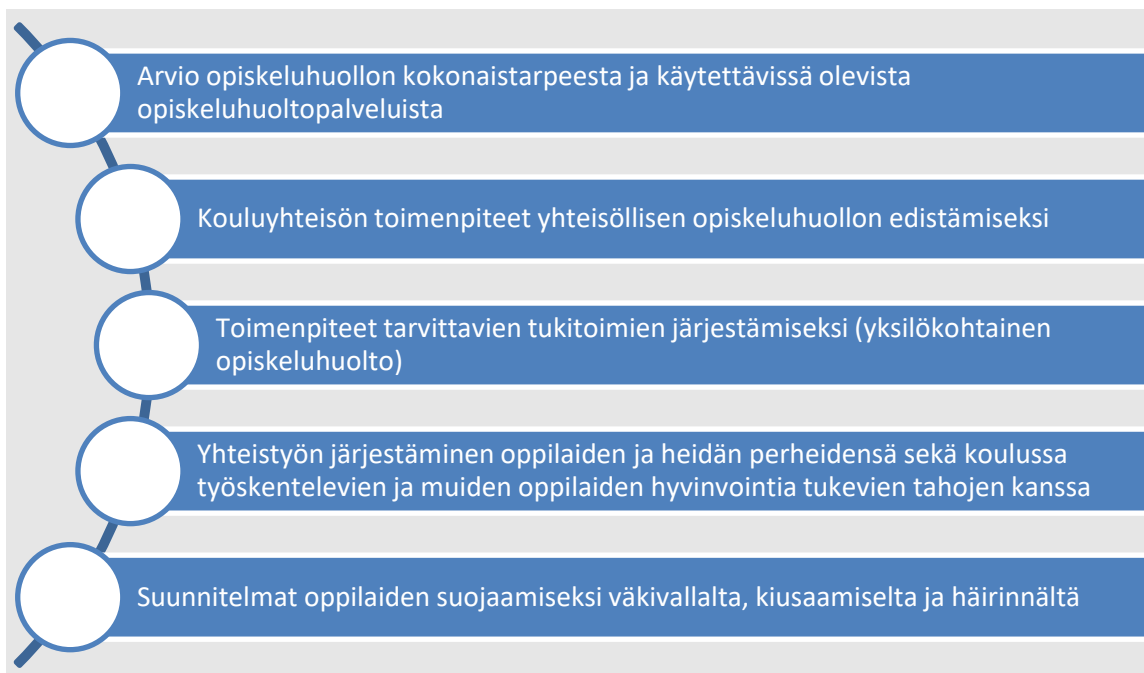 Arvio opiskeluhuollon kokonaistarpeesta ja käytettävissä olevista
opiskeluhuoltopalveluista
Kouluyhteisön toimenpiteet yhteisöllisen opiskeluhuollon edistämiseksi
Toimenpiteet tarvittavien tukitoimien järjestämiseksi (yksilökohtainen
opiskeluhuolto)
Yhteistyön järjestäminen oppilaiden ja heidän perheidensä sekä koulussa
työskentelevien ja muiden oppilaiden hyvinvointia tukevien tahojen kanssa
Suunnitelmat oppilaiden suojaamiseksi väkivallalta, kiusaamiselta ja häirinnältä